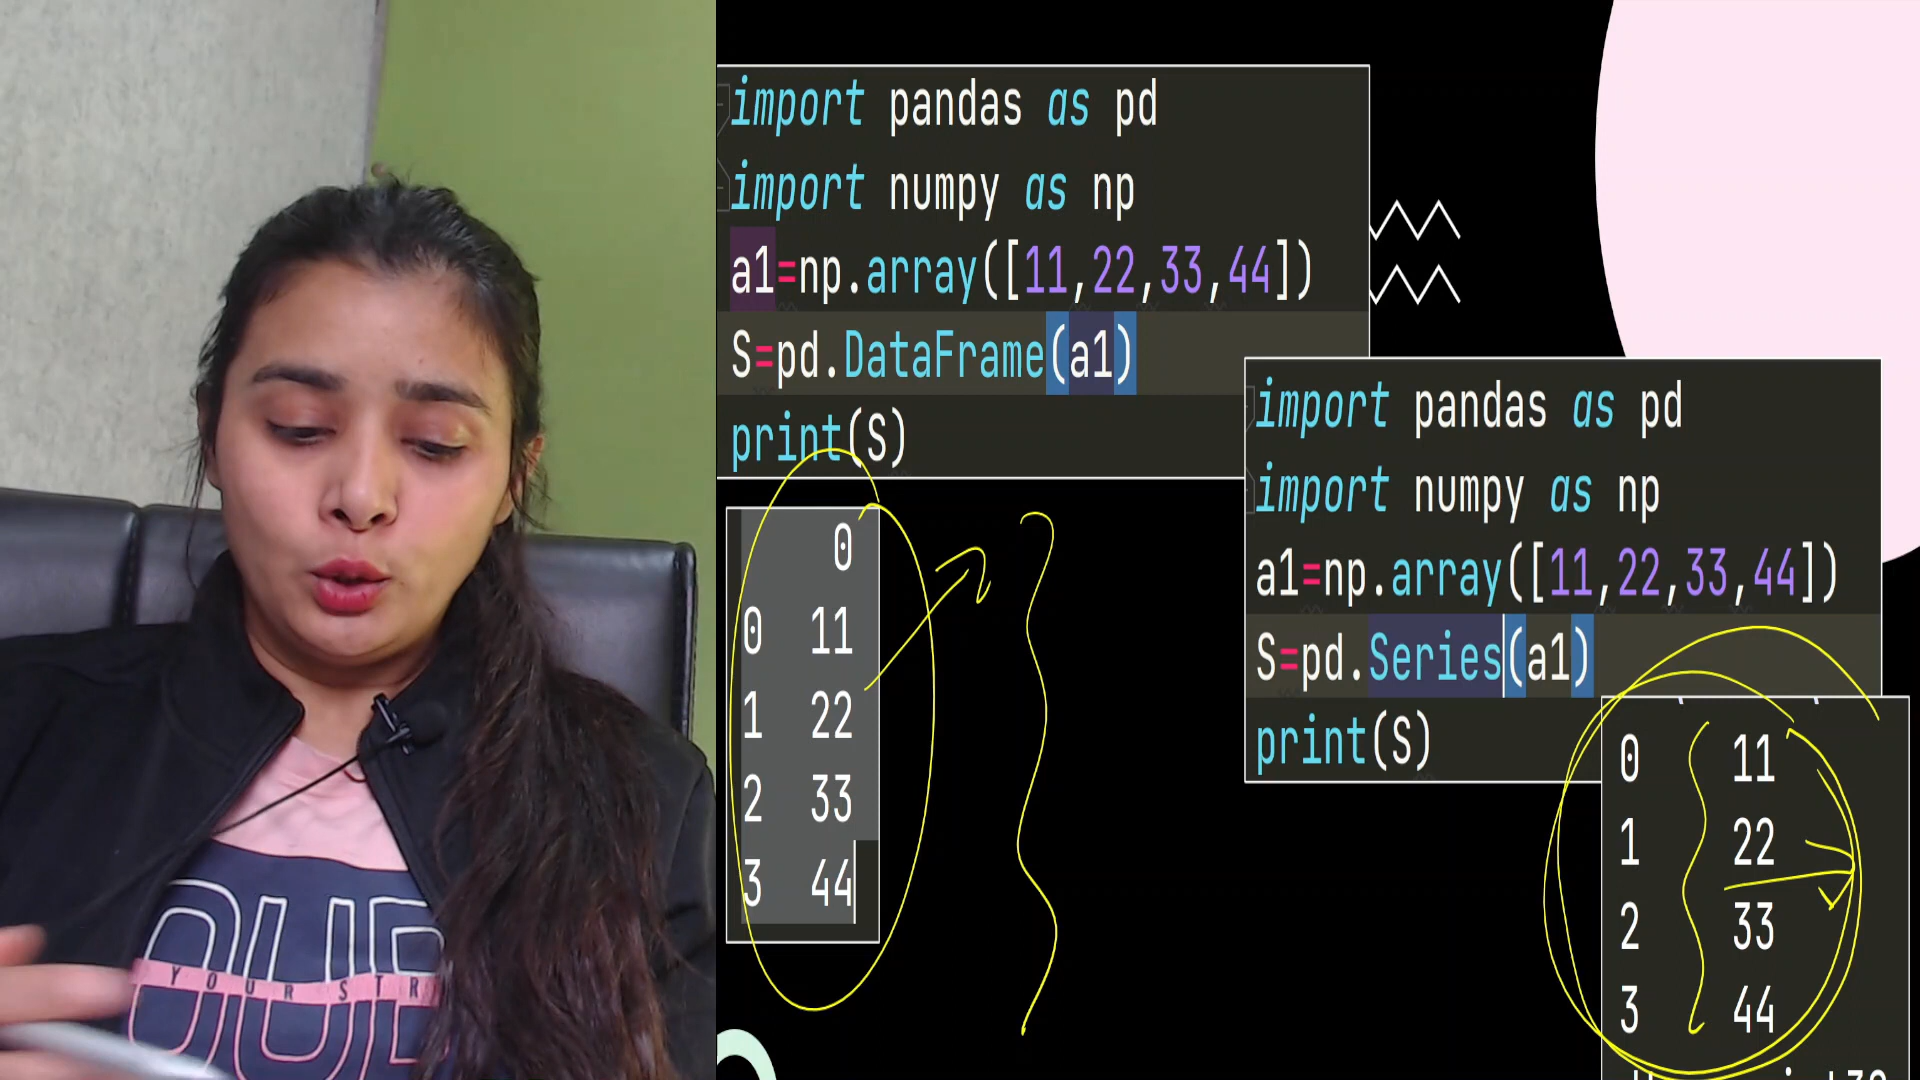 import pandas as pd
import numpy as np
a1=np.array([11,22,33,44])
S=pd.DataFrame(a1)
print(S)
0
0 11
1 22
2 33
3 44
import pandas as pd
import numpy as np
a1=np.array([11,22,33,44])
S=pd.Series(a1)
print(S)
0 11
1 22
2 33
3 44
YOUR STR